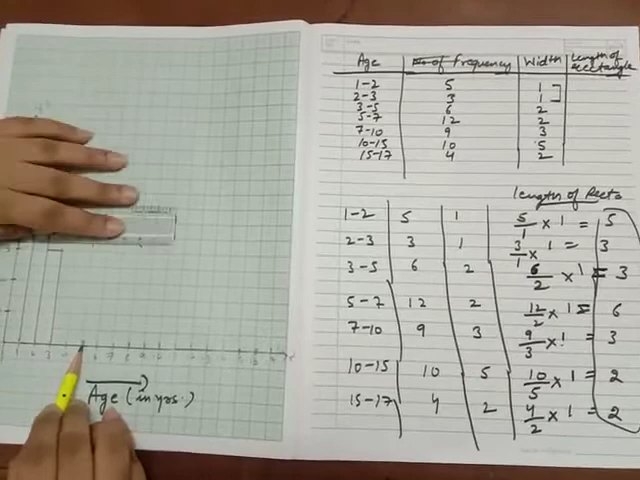 Age Frequency Width Length of Rectangle
1-2 5 1
2-3 3 1
3-5 6 2
5-7 12 2
7-10 9 3
10-15 10 5
15-17 4 2
length of Recto
1-2 5 1 5/1 × 1 = 5
2-3 3 1 3/1 × 1 = 3
3-5 6 2 6/2 × 1 = 3
5-7 12 2 12/2 × 1 = 6
7-10 9 3 9/3 × 1 = 3
10-15 10 5 10/5 × 1 = 2
15-17 4 2 4/2 × 1 = 2
Age (in yrs.)